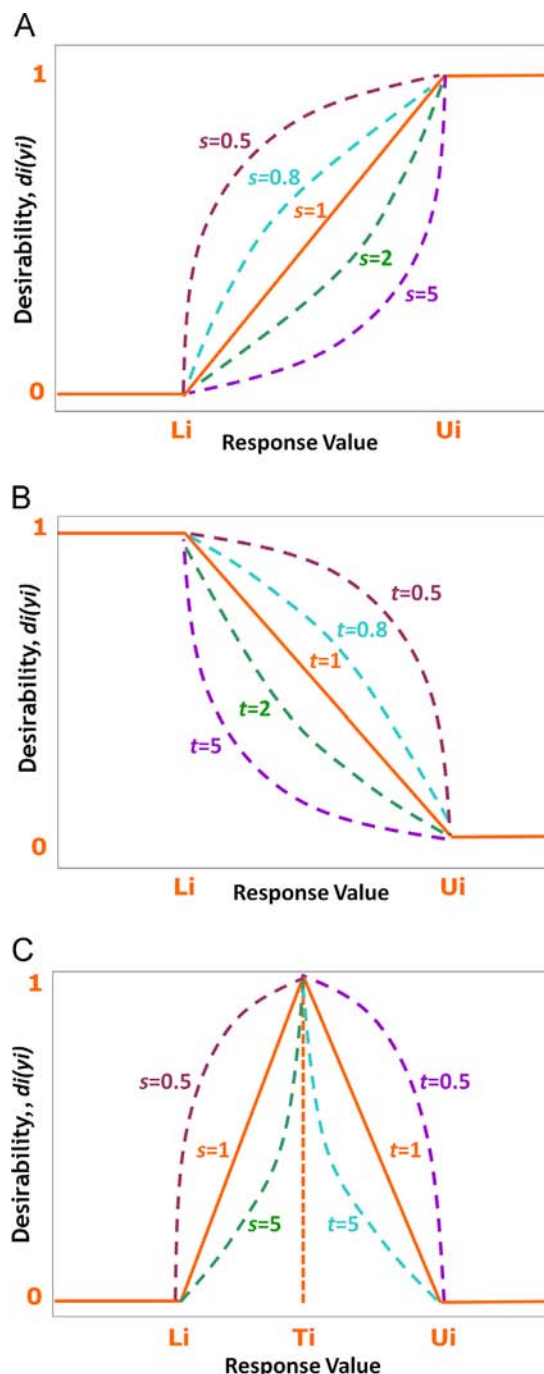 A
1
s=0.5
s=0.8
s=1
s=2
s=5
0
Desirability, di(yi)
Li
Response Value
Ui
B
1
t=0.5
t=0.8
t=1
t=2
t=5
0
Desirability, di(yi)
Li
Response Value
Ui
C
1
s=0.5
t=0.5
s=1
t=1
s=5
t=5
0
Desirability,, di(yi)
Li
Ti
Ui
Response Value